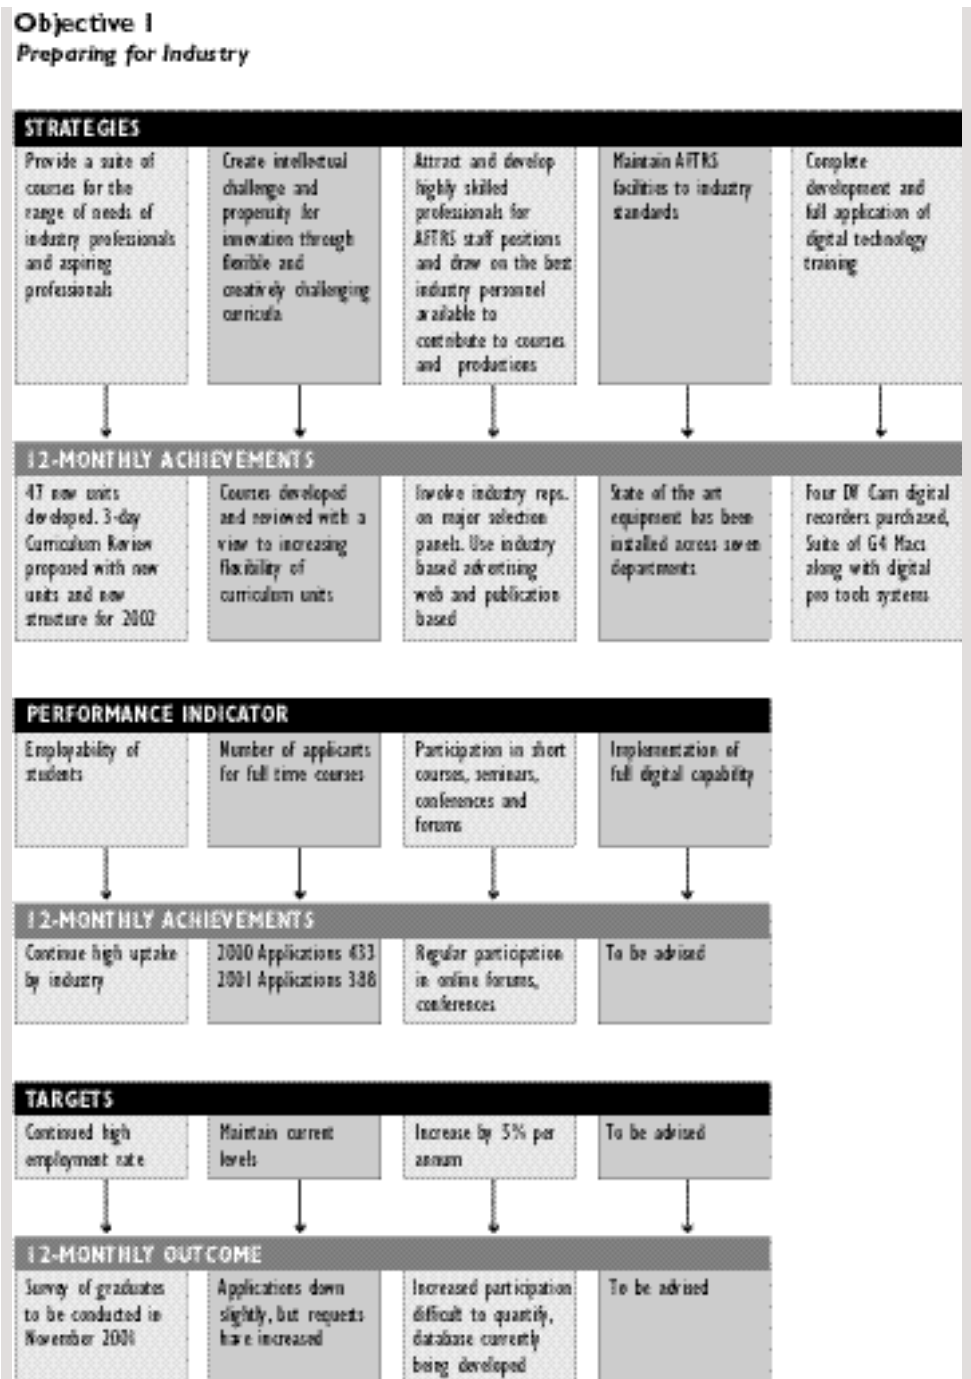 Objective 1
Preparing for Industry
STRATEGIES
Provide a suite of
courses for the
range of needs of
industry professionals
and aspiring
professionals
Create intellectual
challenge and
propensity for
innovation through
flexible and
creatively challenging
curricula
Attract and develop
highly skilled
professionals for
AFTRS staff positions
and draw on the best
industry personnel
available to
contribute to courses
and productions
Maintain AFTRS
facilities to industry
standards
Complete
development and
full application of
digital technology
training
12-MONTHLY ACHIEVEMENTS
47 new units
developed. 3-day
Curriculum Review
proposed with new
units and new
structure for 2002
Courses developed
and reviewed with a
view to increasing
flexibility of
curriculum units
Involve industry reps.
on major selection
panels. Use industry
based advertising
web and publication
based
State of the art
equipment has been
installed across seven
departments
Four DV Cam digital
recorders purchased,
Suite of G4 Macs
along with digital
pro tools systems
PERFORMANCE INDICATOR
Employability of
students
Number of applicants
for full time courses
Participation in short
courses, seminars,
conferences and
forums
Implementation of
full digital capability
12-MONTHLY ACHIEVEMENTS
Continue high uptake
by industry
2000 Applications 433
2001 Applications 388
Regular participation
in online forums,
conferences
To be advised
TARGETS
Continued high
employment rate
Maintain current
levels
Increase by 5% per
annum
To be advised
12-MONTHLY OUTCOME
Survey of graduates
to be conducted in
November 2001
Applications down
slightly, but requests
have increased
Increased participation
difficult to quantify,
database currently
being developed
To be advised